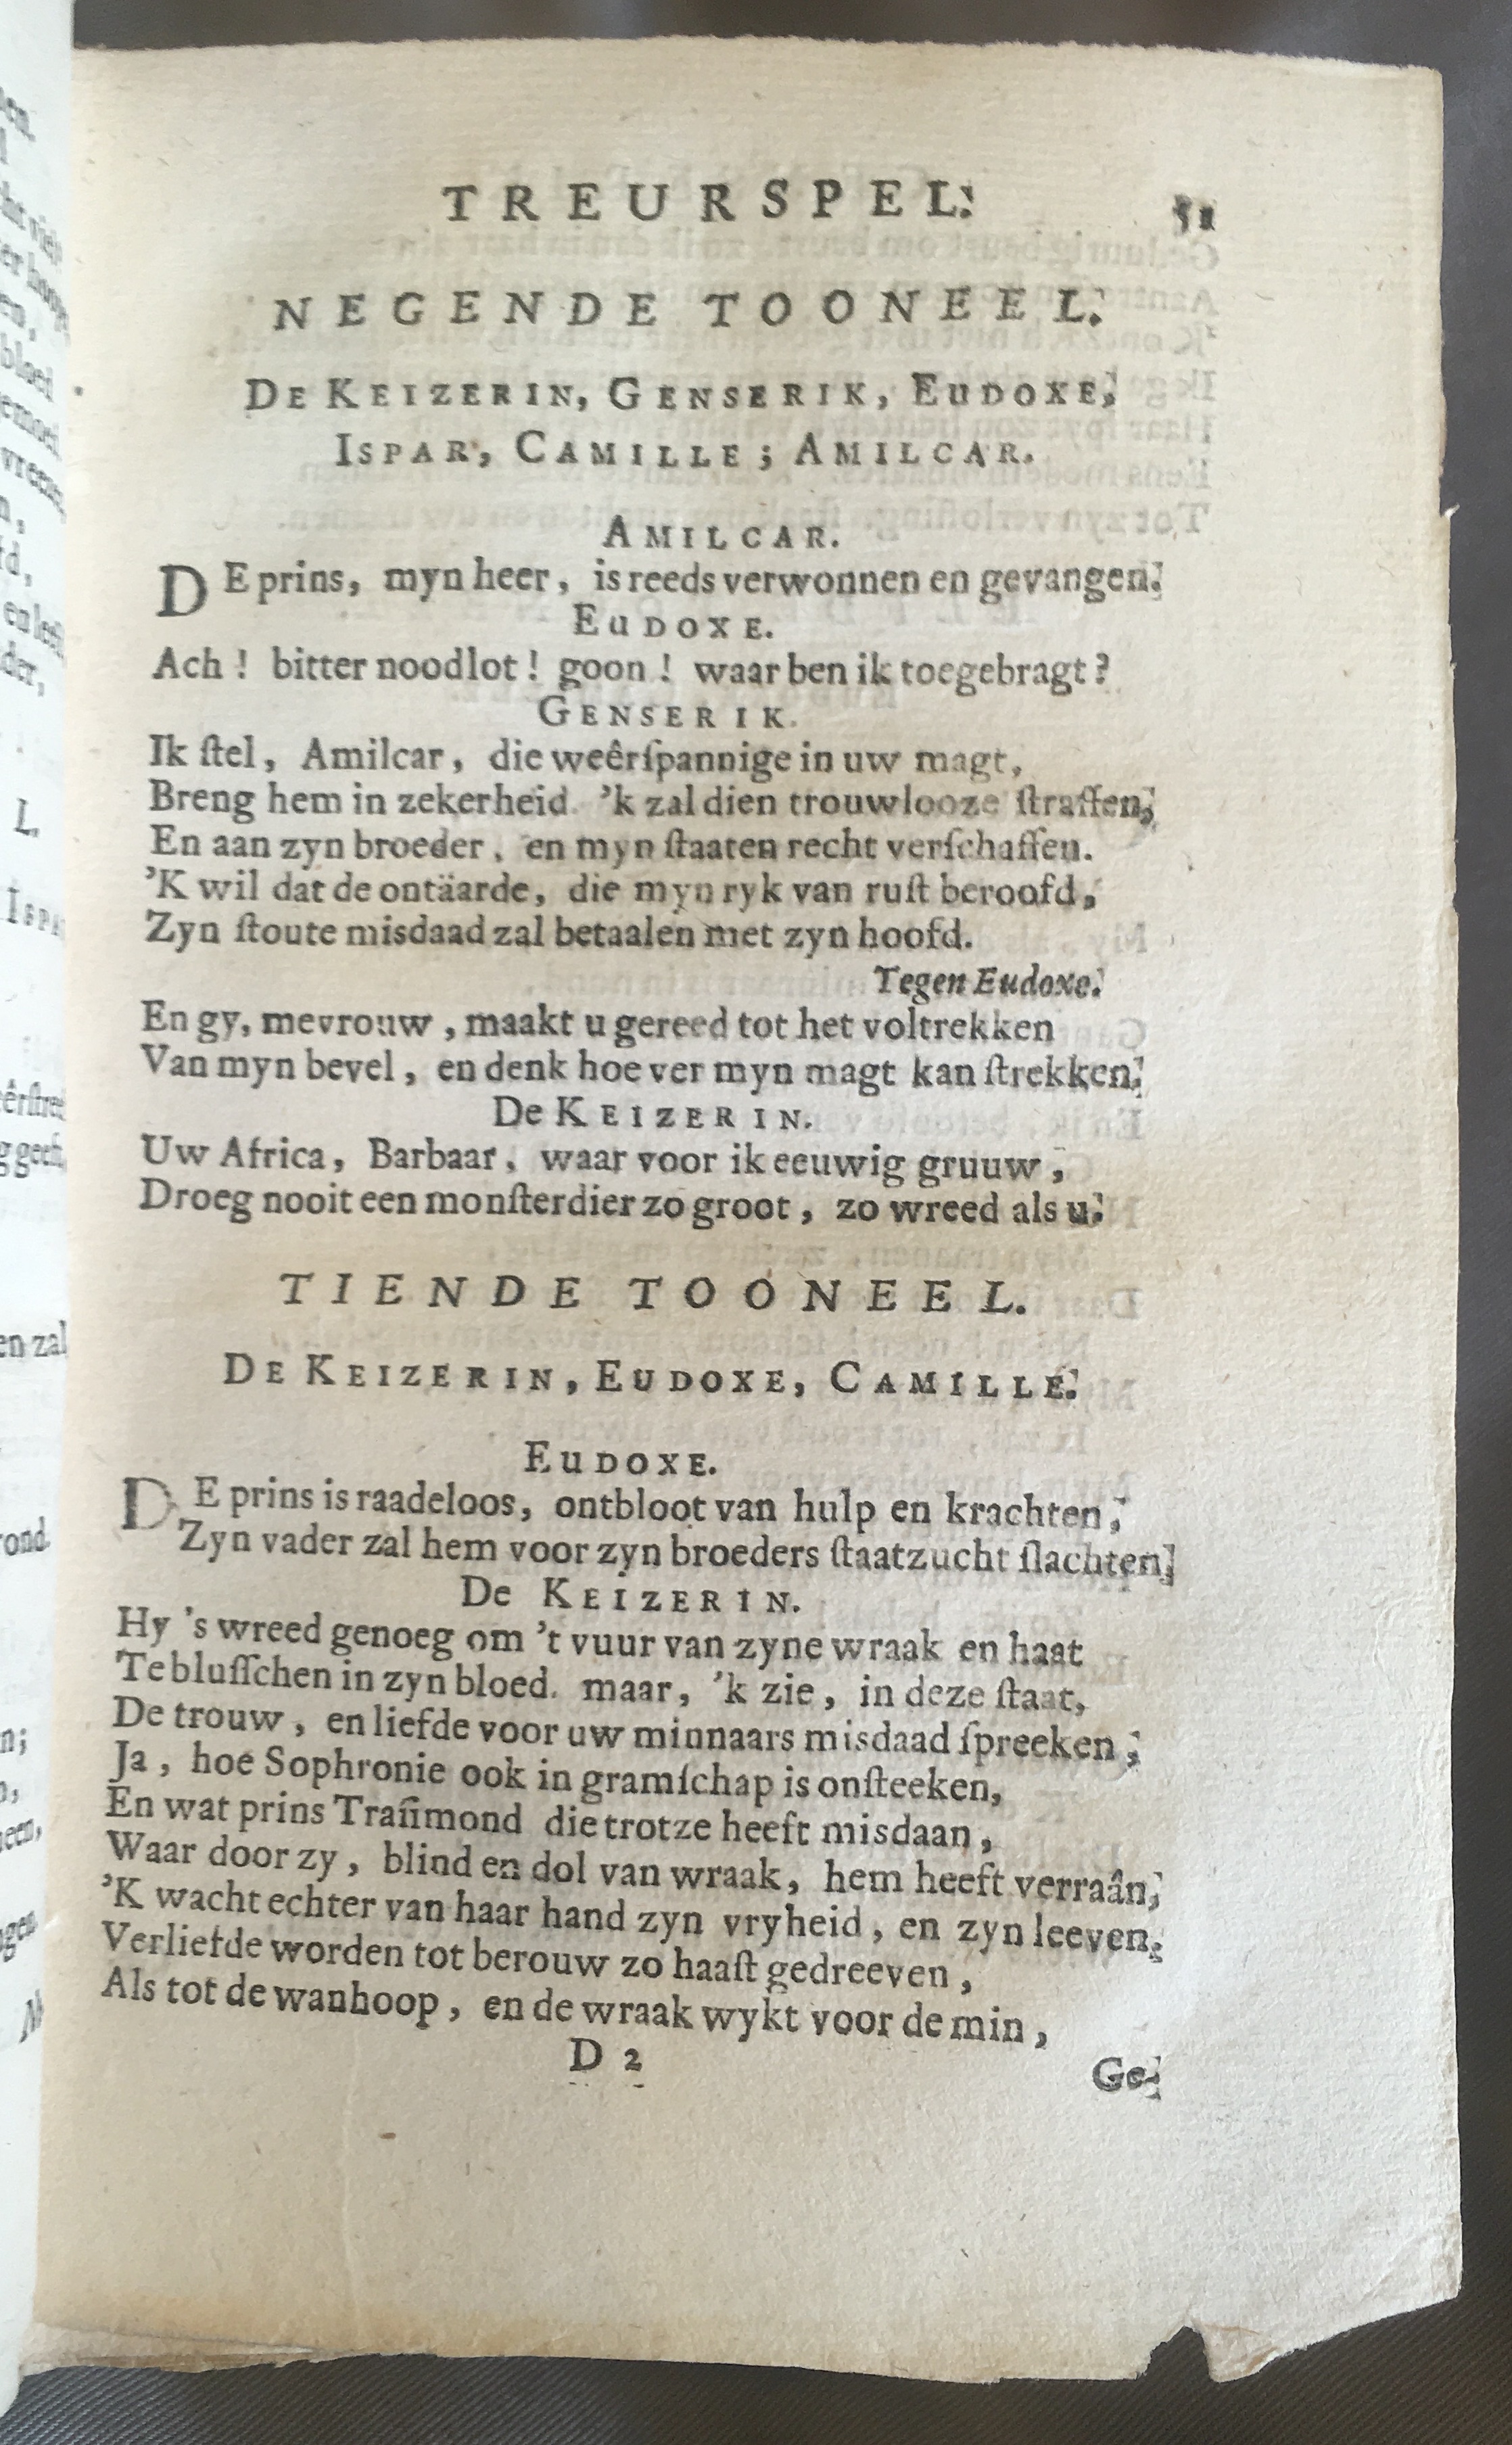 TREURSPEL. 51
NEGENDE TOONEEL.
DE KEIZERIN, GENSERIK, EUDOXE,
ISPAR, CAMILLE; AMILCAR.
AMILCAR.
DE prins, myn heer, is reeds verwonnen en gevangen.
EUDOXE.
Ach! bitter noodlot! goon! waar ben ik toegebragt?
GENSERIK.
Ik ſtel, Amilcar, die weêrſpannige in uw magt,
Breng hem in zekerheid. 'k zal dien trouwlooze ſtraffen,
En aan zyn broeder, en myn ſtaaten recht verſchaffen.
'K wil dat de ontäarde, die myn ryk van ruſt beroofd,
Zyn ſtoute misdaad zal betaalen met zyn hoofd.
Tegen Eudoxe.
En gy, mevrouw, maakt u gereed tot het voltrekken
Van myn bevel, en denk hoe ver myn magt kan ſtrekken.
De KEIZERIN.
Uw Africa, Barbaar, waar voor ik eeuwig gruuw,
Droeg nooit een monſterdier zo groot, zo wreed als u.
TIENDE TOONEEL.
DE KEIZERIN, EUDOXE, CAMILLE.
EUDOXE.
DE prins is raadeloos, ontbloot van hulp en krachten,
Zyn vader zal hem voor zyn broeders ſtaatzucht ſlachten.
De KEIZERIN.
Hy 's wreed genoeg om 't vuur van zyne wraak en haat
Te bluſſchen in zyn bloed. maar, 'k zie, in deze ſtaat,
De trouw, en liefde voor uw minnaars misdaad ſpreeken;
Ja, hoe Sophronie ook in gramſchap is onſteeken,
En wat prins Traſimond die trotze heeft misdaan,
Waar door zy, blind en dol van wraak, hem heeft verraân,
'K wacht echter van haar hand zyn vryheid, en zyn leeven.
Verliefde worden tot berouw zo haaſt gedreeven,
Als tot de wanhoop, en de wraak wykt voor de min,
D 2
Ge-